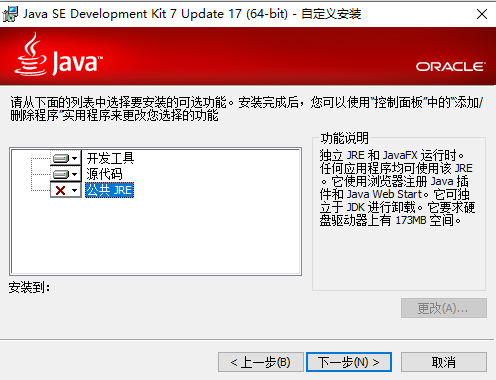 Java SE Development Kit 7 Update 17 (64-bit) - 自定义安装
Java™
ORACLE
请从下面的列表中选择要安装的可选功能。安装完成后，您可以使用"控制面板"中的"添加/
删除程序"实用程序来更改您选择的功能
开发工具
源代码
公共 JRE
功能说明
独立 JRE 和 JavaFX 运行时。
任何应用程序均可使用该 JRE
。它使用浏览器注册 Java 插
件和 Java Web Start。它可独
立于 JDK 进行卸载。它要求硬
盘驱动器上有 173MB 空间。
安装到：
更改(A)...
< 上一步(B)
下一步(N) >
取消